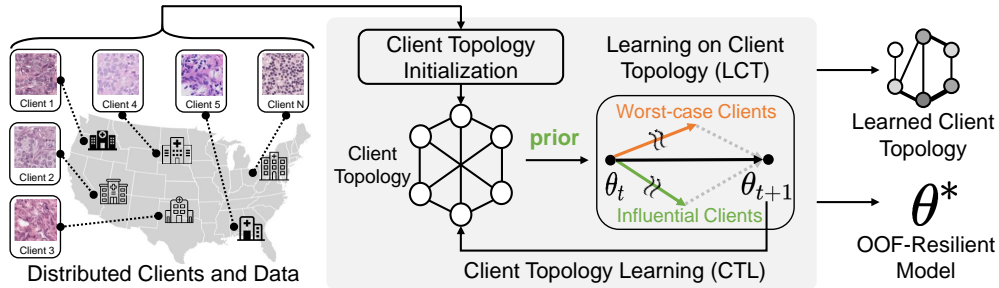 Client 1
Client 4
Client 5
Client N
Client 2
Client 3
Distributed Clients and Data
Client Topology
Initialization
Client
Topology
prior
Learning on Client
Topology (LCT)
Worst-case Clients
θt
θt+1
Influential Clients
Client Topology Learning (CTL)
Learned Client
Topology
θ*
OOF-Resilient
Model